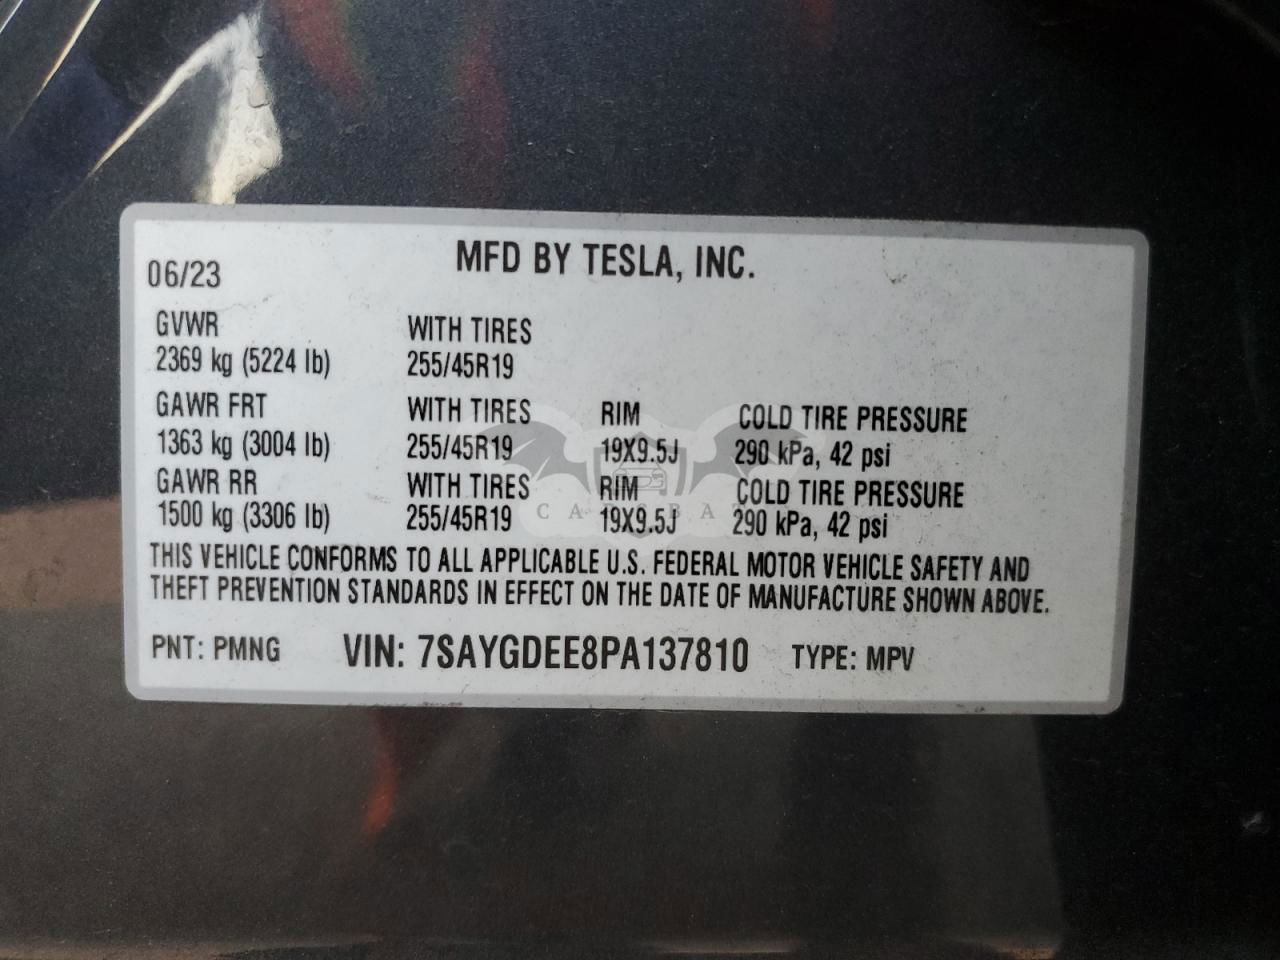 MFD BY TESLA, INC.
06/23
GVWR WITH TIRES
2369 kg (5224 lb) 255/45R19
GAWR FRT WITH TIRES RIM COLD TIRE PRESSURE
1363 kg (3004 lb) 255/45R19 19X9.5J 290 kPa, 42 psi
GAWR RR WITH TIRES RIM COLD TIRE PRESSURE
1500 kg (3306 lb) 255/45R19 19X9.5J 290 kPa, 42 psi
THIS VEHICLE CONFORMS TO ALL APPLICABLE U.S. FEDERAL MOTOR VEHICLE SAFETY AND
THEFT PREVENTION STANDARDS IN EFFECT ON THE DATE OF MANUFACTURE SHOWN ABOVE.
PNT: PMNG VIN: 7SAYGDEE8PA137810 TYPE: MPV